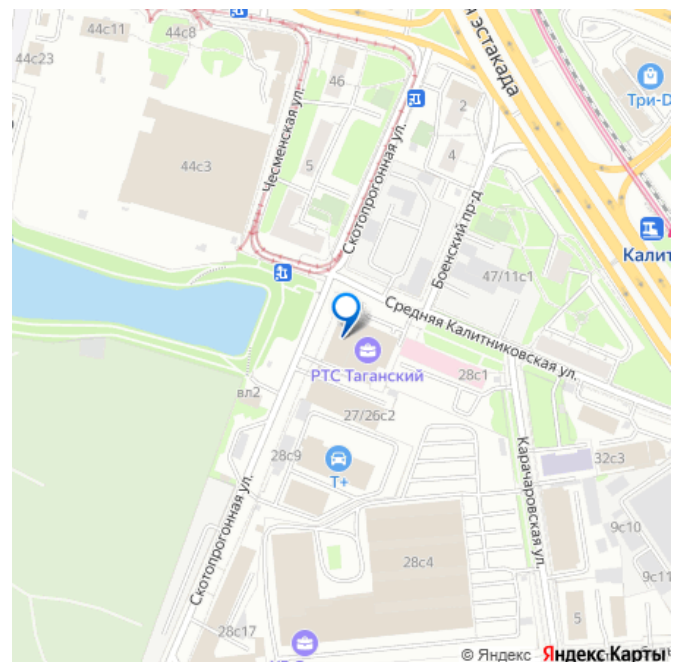 44с11
44с8
44с23
Чесменская ул.
46
эстакада
Три-D
2
44с3
5
Скотопрогонная ул.
4
Боенский пр-д
Калит
47/11с1
Средняя Калитниковская ул.
РТС Таганский
28с1
вл2
27/26с2
28с9
Т+
Карачаровская ул.
32с3
9с10
Скотопрогонная ул.
28с4
9с11
5
28с17
© Яндекс Яндекс Карты